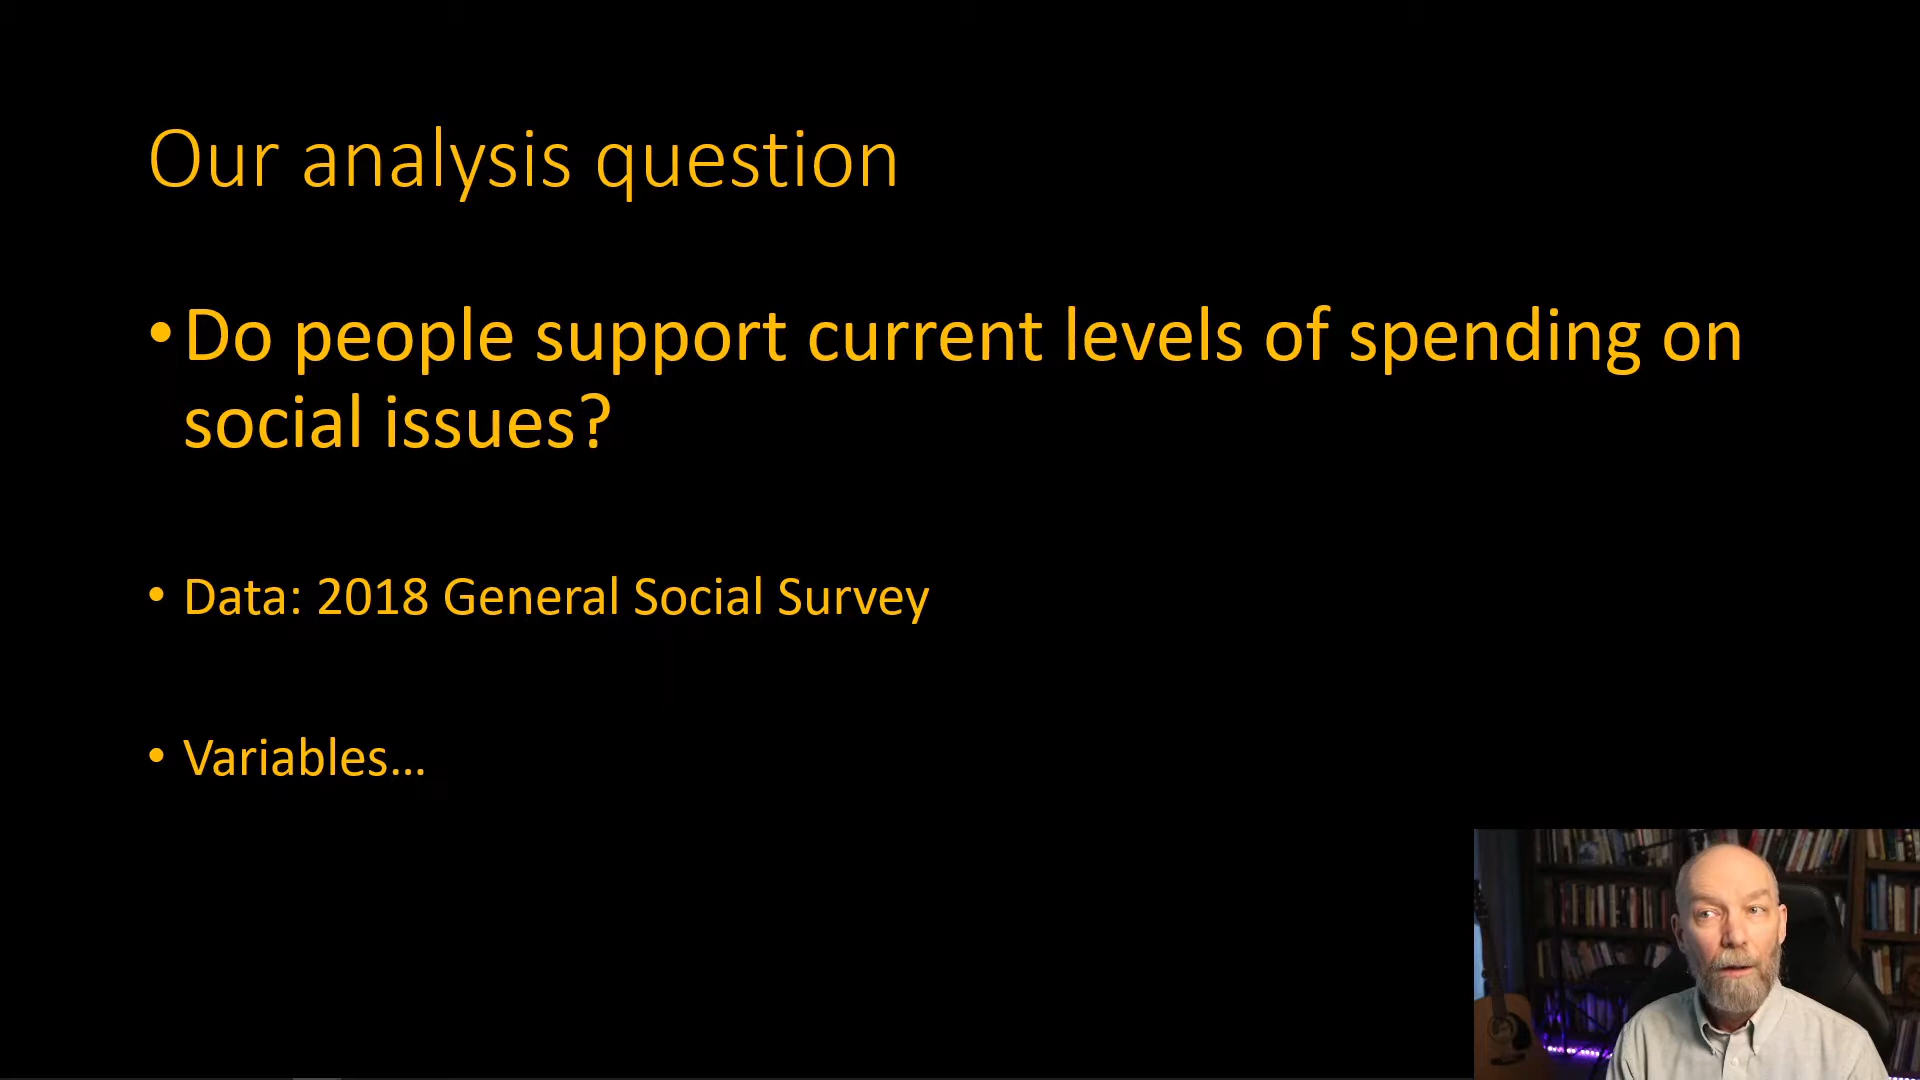 Our analysis question
• Do people support current levels of spending on
social issues?
• Data: 2018 General Social Survey
• Variables…